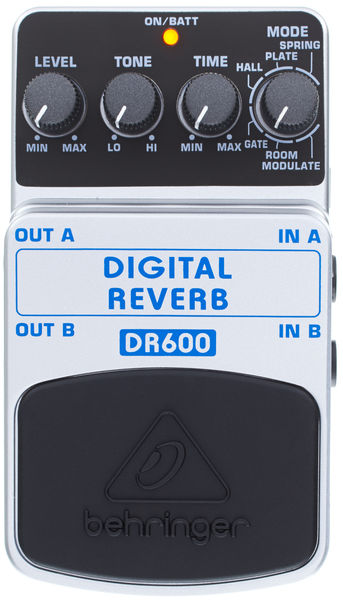 ON/BATT
LEVEL
TONE
TIME
MODE
SPRING
PLATE
HALL
GATE
ROOM
MODULATE
MIN MAX
LO HI
MIN MAX
OUT A
IN A
DIGITAL
REVERB
OUT B
IN B
DR600
behringer